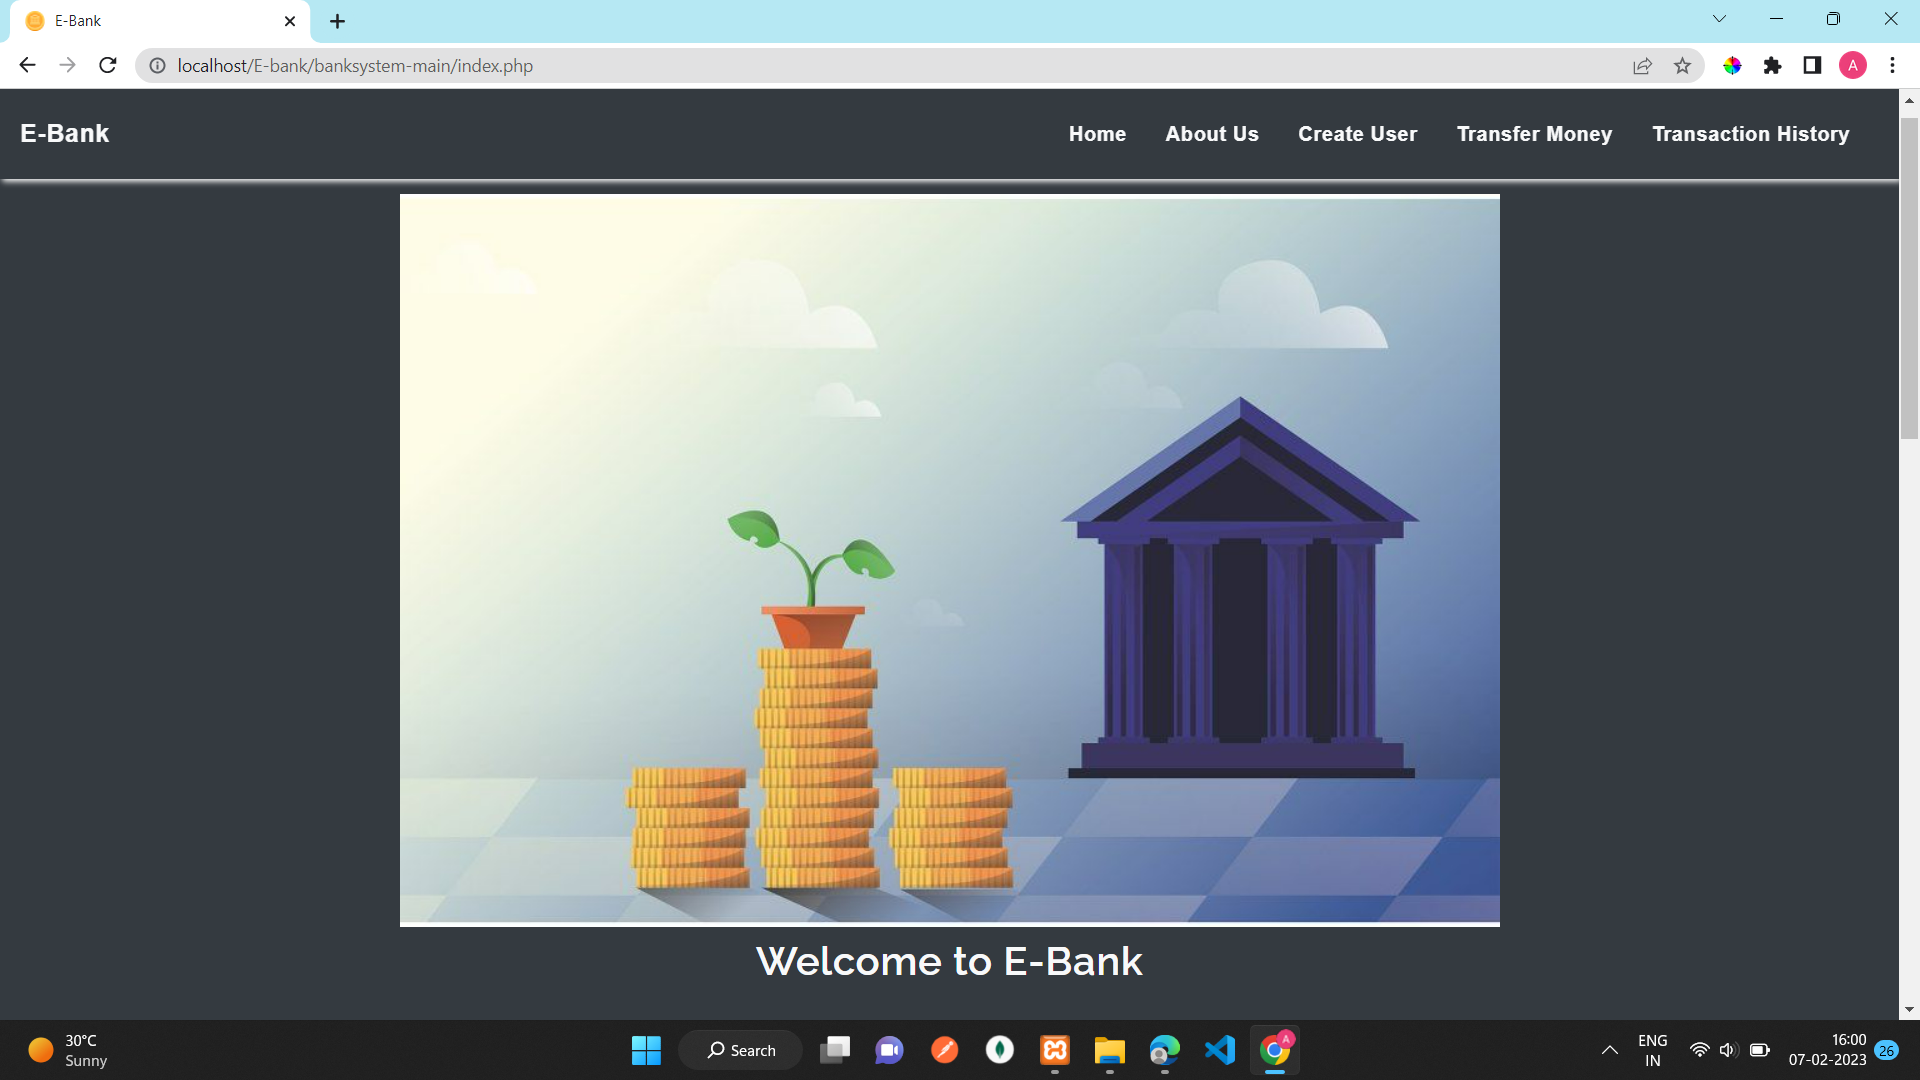 E-Bank
localhost/E-bank/banksystem-main/index.php
A
E-Bank
Home About Us Create User Transfer Money Transaction History
Welcome to E-Bank
30°C
Sunny
Search
A
ENG
IN
16:00
07-02-2023
26